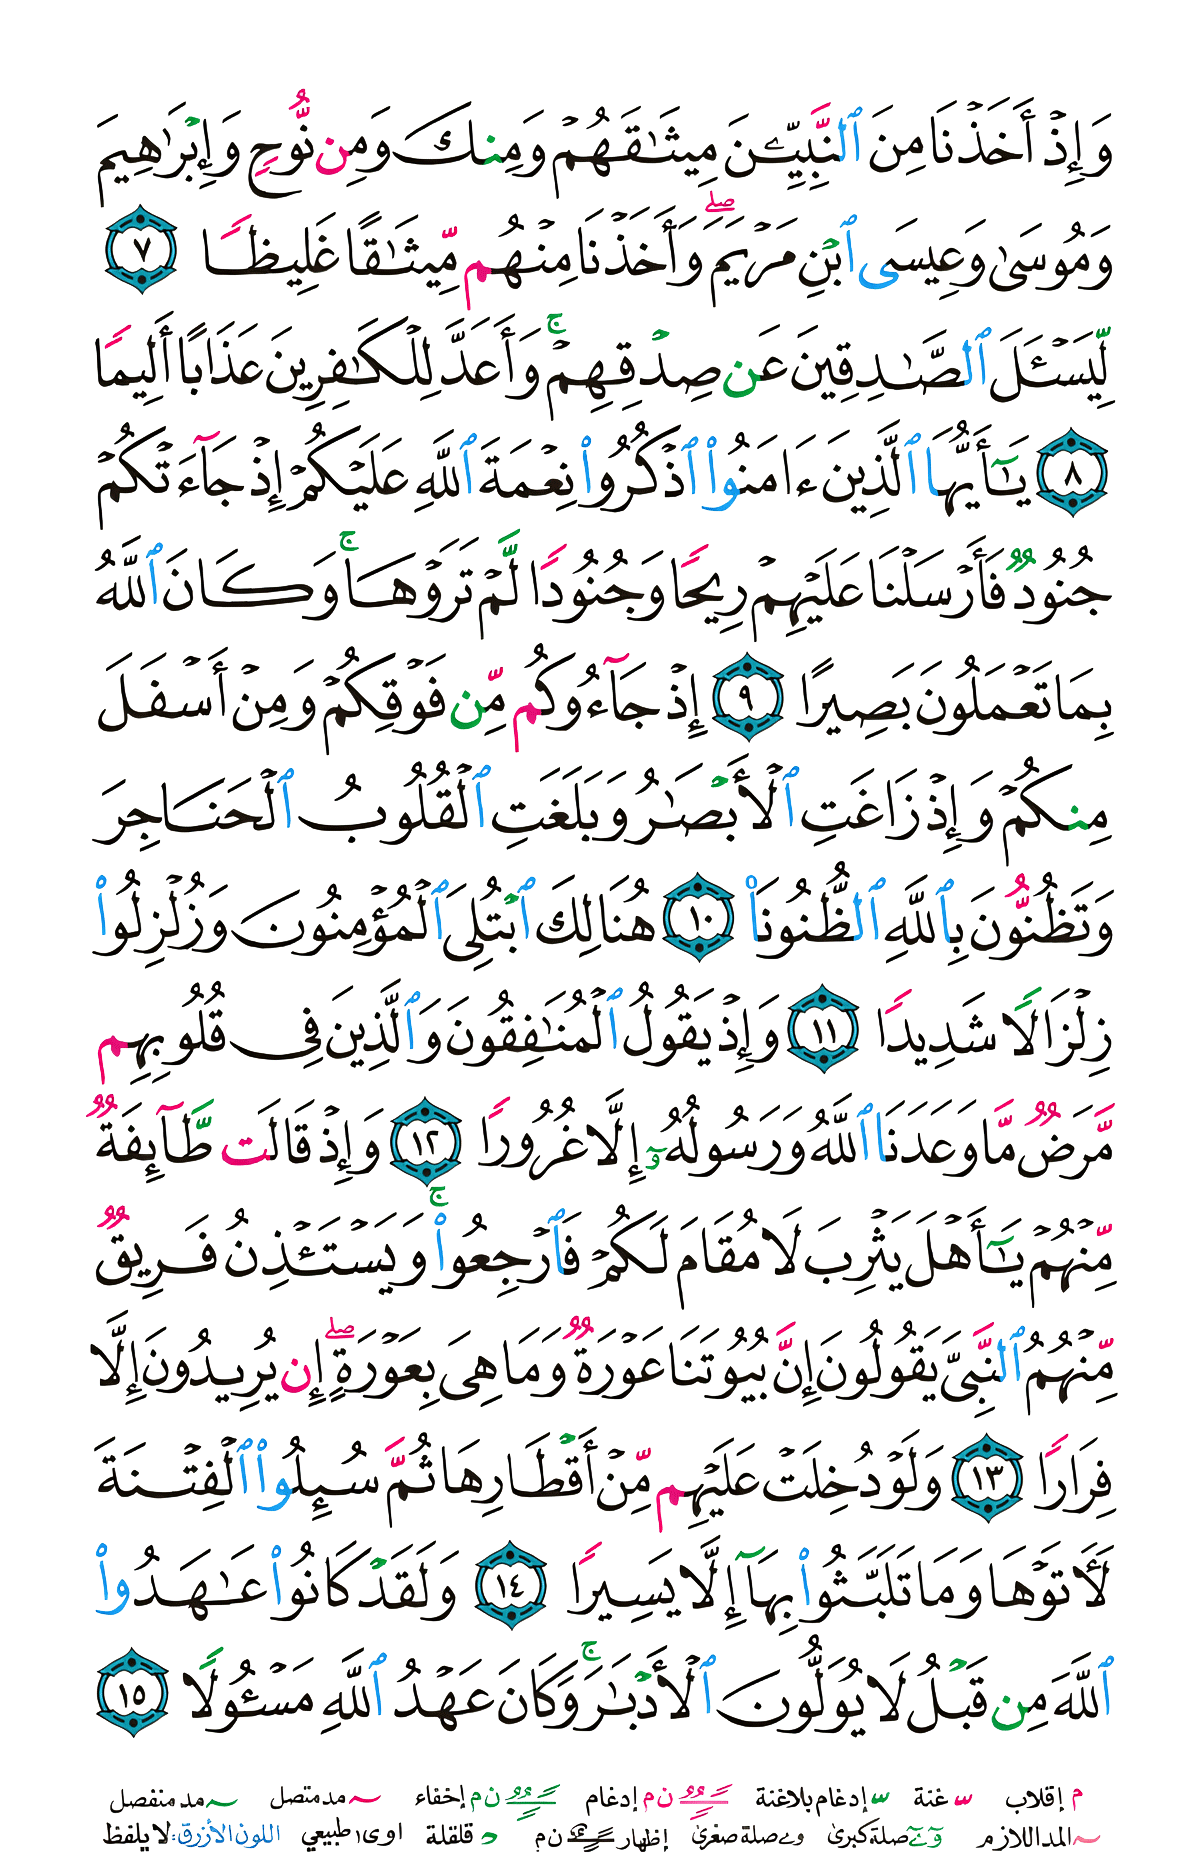 وَإِذْ أَخَذْنَا مِنَ ٱلنَّبِيِّـۧنَ مِيثَـٰقَهُمْ وَمِنكَ وَمِن نُّوحٍ وَإِبْرَٰهِيمَ
وَمُوسَىٰ وَعِيسَى ٱبْنِ مَرْيَمَ ۖ وَأَخَذْنَا مِنْهُم مِّيثَـٰقًا غَلِيظًا ٧
لِّيَسْـَٔلَ ٱلصَّـٰدِقِينَ عَن صِدْقِهِمْ ۚ وَأَعَدَّ لِلْكَـٰفِرِينَ عَذَابًا أَلِيمًا
٨ يَـٰٓأَيُّهَا ٱلَّذِينَ ءَامَنُوا۟ ٱذْكُرُوا۟ نِعْمَةَ ٱللَّهِ عَلَيْكُمْ إِذْ جَآءَتْكُمْ
جُنُودٌ فَأَرْسَلْنَا عَلَيْهِمْ رِيحًا وَجُنُودًا لَّمْ تَرَوْهَا ۚ وَكَانَ ٱللَّهُ
بِمَا تَعْمَلُونَ بَصِيرًا ٩ إِذْ جَآءُوكُم مِّن فَوْقِكُمْ وَمِنْ أَسْفَلَ
مِنكُمْ وَإِذْ زَاغَتِ ٱلْأَبْصَـٰرُ وَبَلَغَتِ ٱلْقُلُوبُ ٱلْحَنَاجِرَ
وَتَظُنُّونَ بِٱللَّهِ ٱلظُّنُونَا۠ ١٠ هُنَالِكَ ٱبْتُلِىَ ٱلْمُؤْمِنُونَ وَزُلْزِلُوا۟
زِلْزَالًا شَدِيدًا ١١ وَإِذْ يَقُولُ ٱلْمُنَـٰفِقُونَ وَٱلَّذِينَ فِى قُلُوبِهِم
مَّرَضٌ مَّا وَعَدَنَا ٱللَّهُ وَرَسُولُهُۥٓ إِلَّا غُرُورًا ١٢ وَإِذْ قَالَت طَّآئِفَةٌ
مِّنْهُمْ يَـٰٓأَهْلَ يَثْرِبَ لَا مُقَامَ لَكُمْ فَٱرْجِعُوا۟ ۚ وَيَسْتَـْٔذِنُ فَرِيقٌ
مِّنْهُمُ ٱلنَّبِىَّ يَقُولُونَ إِنَّ بُيُوتَنَا عَوْرَةٌ وَمَا هِىَ بِعَوْرَةٍ ۖ إِن يُرِيدُونَ إِلَّا
فِرَارًا ١٣ وَلَوْ دُخِلَتْ عَلَيْهِم مِّنْ أَقْطَارِهَا ثُمَّ سُئِلُوا۟ ٱلْفِتْنَةَ
لَـَٔاتَوْهَا وَمَا تَلَبَّثُوا۟ بِهَآ إِلَّا يَسِيرًا ١٤ وَلَقَدْ كَانُوا۟ عَـٰهَدُوا۟
ٱللَّهَ مِن قَبْلُ لَا يُوَلُّونَ ٱلْأَدْبَـٰرَ ۚ وَكَانَ عَهْدُ ٱللَّهِ مَسْـُٔولًا ١٥
م إقلاب غنة إدغام بلاغنة ن م إدغام ن م إخفاء مد متصل مد منفصل
المد اللازم صلة كبرىٰ وے صلة صغرىٰ إظهار ن م قلقلة اوى١ طبيعي اللون الأزرق: لا يلفظ